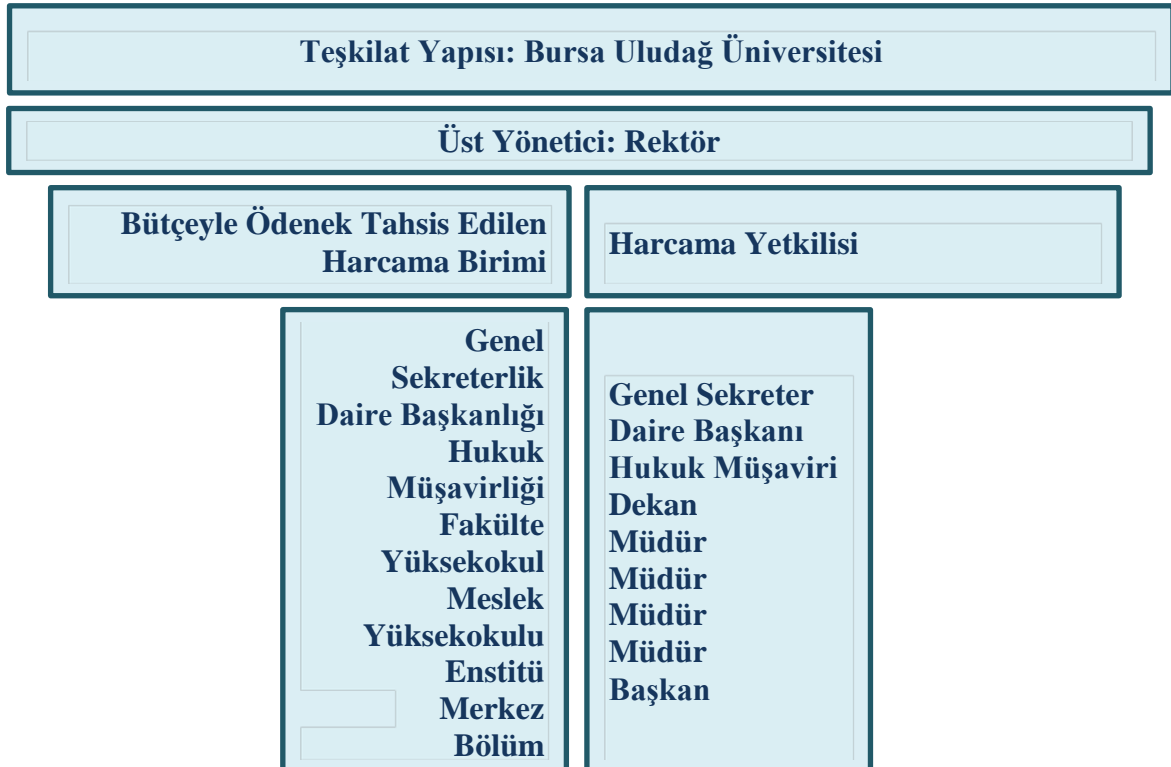 Teşkilat Yapısı: Bursa Uludağ Üniversitesi
Üst Yönetici: Rektör
Bütçeyle Ödenek Tahsis Edilen
Harcama Birimi
Harcama Yetkilisi
Genel
Sekreterlik
Daire Başkanlığı
Hukuk
Müşavirliği
Fakülte
Yüksekokul
Meslek
Yüksekokulu
Enstitü
Merkez
Bölüm
Genel Sekreter
Daire Başkanı
Hukuk Müşaviri
Dekan
Müdür
Müdür
Müdür
Müdür
Başkan